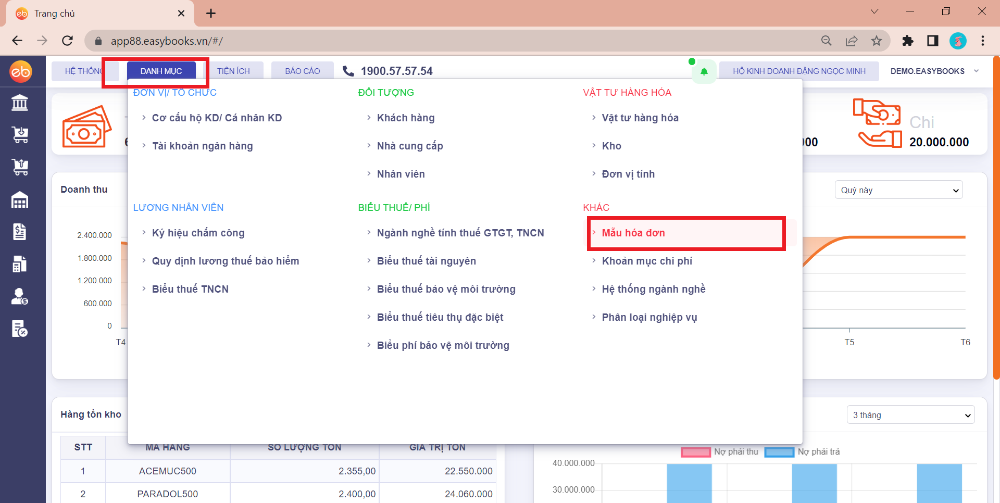 Trang chủ
app88.easybooks.vn/#/
eb
HỆ THỐNG
DANH MỤC
TIỆN ÍCH
BÁO CÁO
1900.57.57.54
HỘ KINH DOANH ĐẶNG NGỌC MINH
DEMO.EASYBOOKS
ĐƠN VỊ/ TỔ CHỨC
ĐỐI TƯỢNG
VẬT TƯ HÀNG HÓA
Cơ cấu hộ KD/ Cá nhân KD
Khách hàng
Vật tư hàng hóa
Tài khoản ngân hàng
Nhà cung cấp
Kho
Nhân viên
Đơn vị tính
LƯƠNG NHÂN VIÊN
BIỂU THUẾ/ PHÍ
KHÁC
Ký hiệu chấm công
Ngành nghề tính thuế GTGT, TNCN
Mẫu hóa đơn
Quy định lương thuế bảo hiểm
Biểu thuế tài nguyên
Khoản mục chi phí
Biểu thuế TNCN
Biểu thuế bảo vệ môi trường
Hệ thống ngành nghề
Biểu thuế tiêu thụ đặc biệt
Phân loại nghiệp vụ
Biểu phí bảo vệ môi trường
Chi
20.000.000
Doanh thu
Quý này
2.400.000
1.800.000
1.200.000
600.000
0
T4
T5
T6
Hàng tồn kho
3 tháng
STT
MÃ HÀNG
SỐ LƯỢNG TỒN
GIÁ TRỊ TỒN
1
ACEMUC500
2.355,00
22.550.000
2
PARADOL500
2.400,00
24.060.000
Nợ phải thu
Nợ phải trả
40.000.000
30.000.000